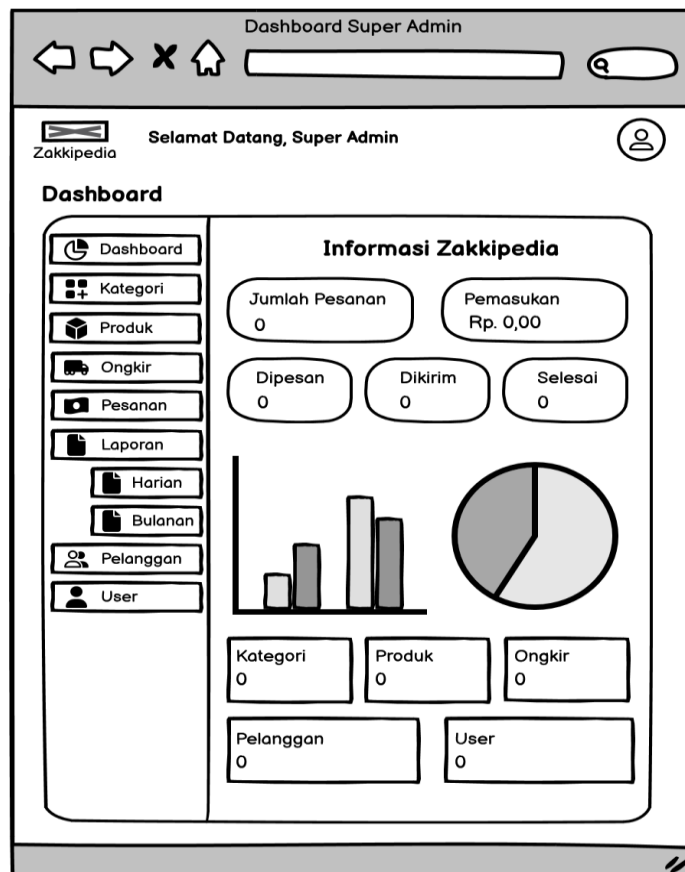 Dashboard Super Admin
Zakkipedia
Selamat Datang, Super Admin
Dashboard
Dashboard
Kategori
Produk
Ongkir
Pesanan
Laporan
Harian
Bulanan
Pelanggan
User
Informasi Zakkipedia
Jumlah Pesanan
0
Pemasukan
Rp. 0,00
Dipesan
0
Dikirim
0
Selesai
0
Kategori
0
Produk
0
Ongkir
0
Pelanggan
0
User
0